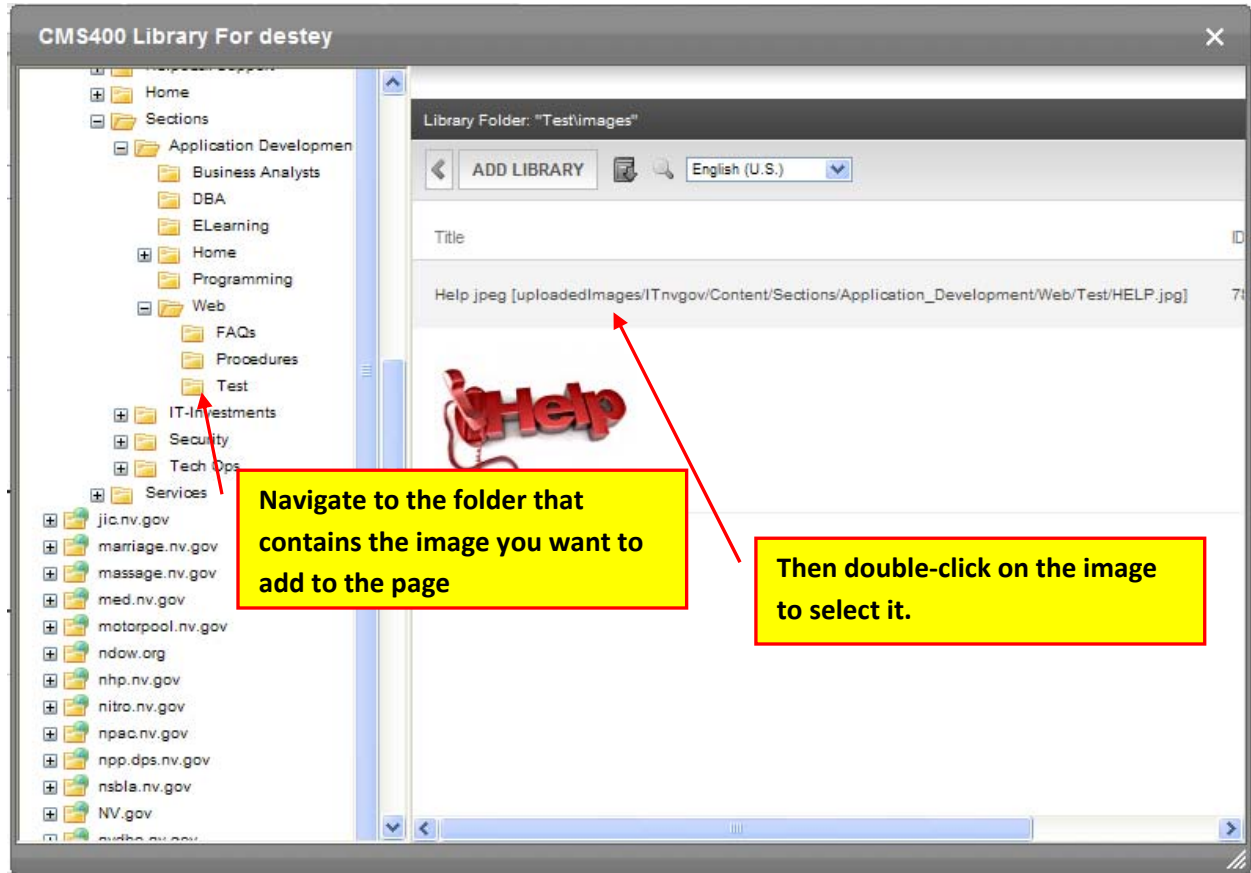 CMS400 Library For destey
Home
Sections
Application Developmen
Business Analysts
DBA
ELearning
Home
Programming
Web
FAQs
Procedures
Test
IT-Investments
Security
Tech Ops
Services
jic.nv.gov
marriage.nv.gov
massage.nv.gov
med.nv.gov
motorpool.nv.gov
ndow.org
nhp.nv.gov
nitro.nv.gov
npac.nv.gov
npp.dps.nv.gov
nsbla.nv.gov
NV.gov
Library Folder: "Test\images"
ADD LIBRARY
English (U.S.)
Title
ID
Help jpeg [uploadedImages/ITnvgov/Content/Sections/Application_Development/Web/Test/HELP.jpg]
Help
Navigate to the folder that
contains the image you want to
add to the page
Then double-click on the image
to select it.